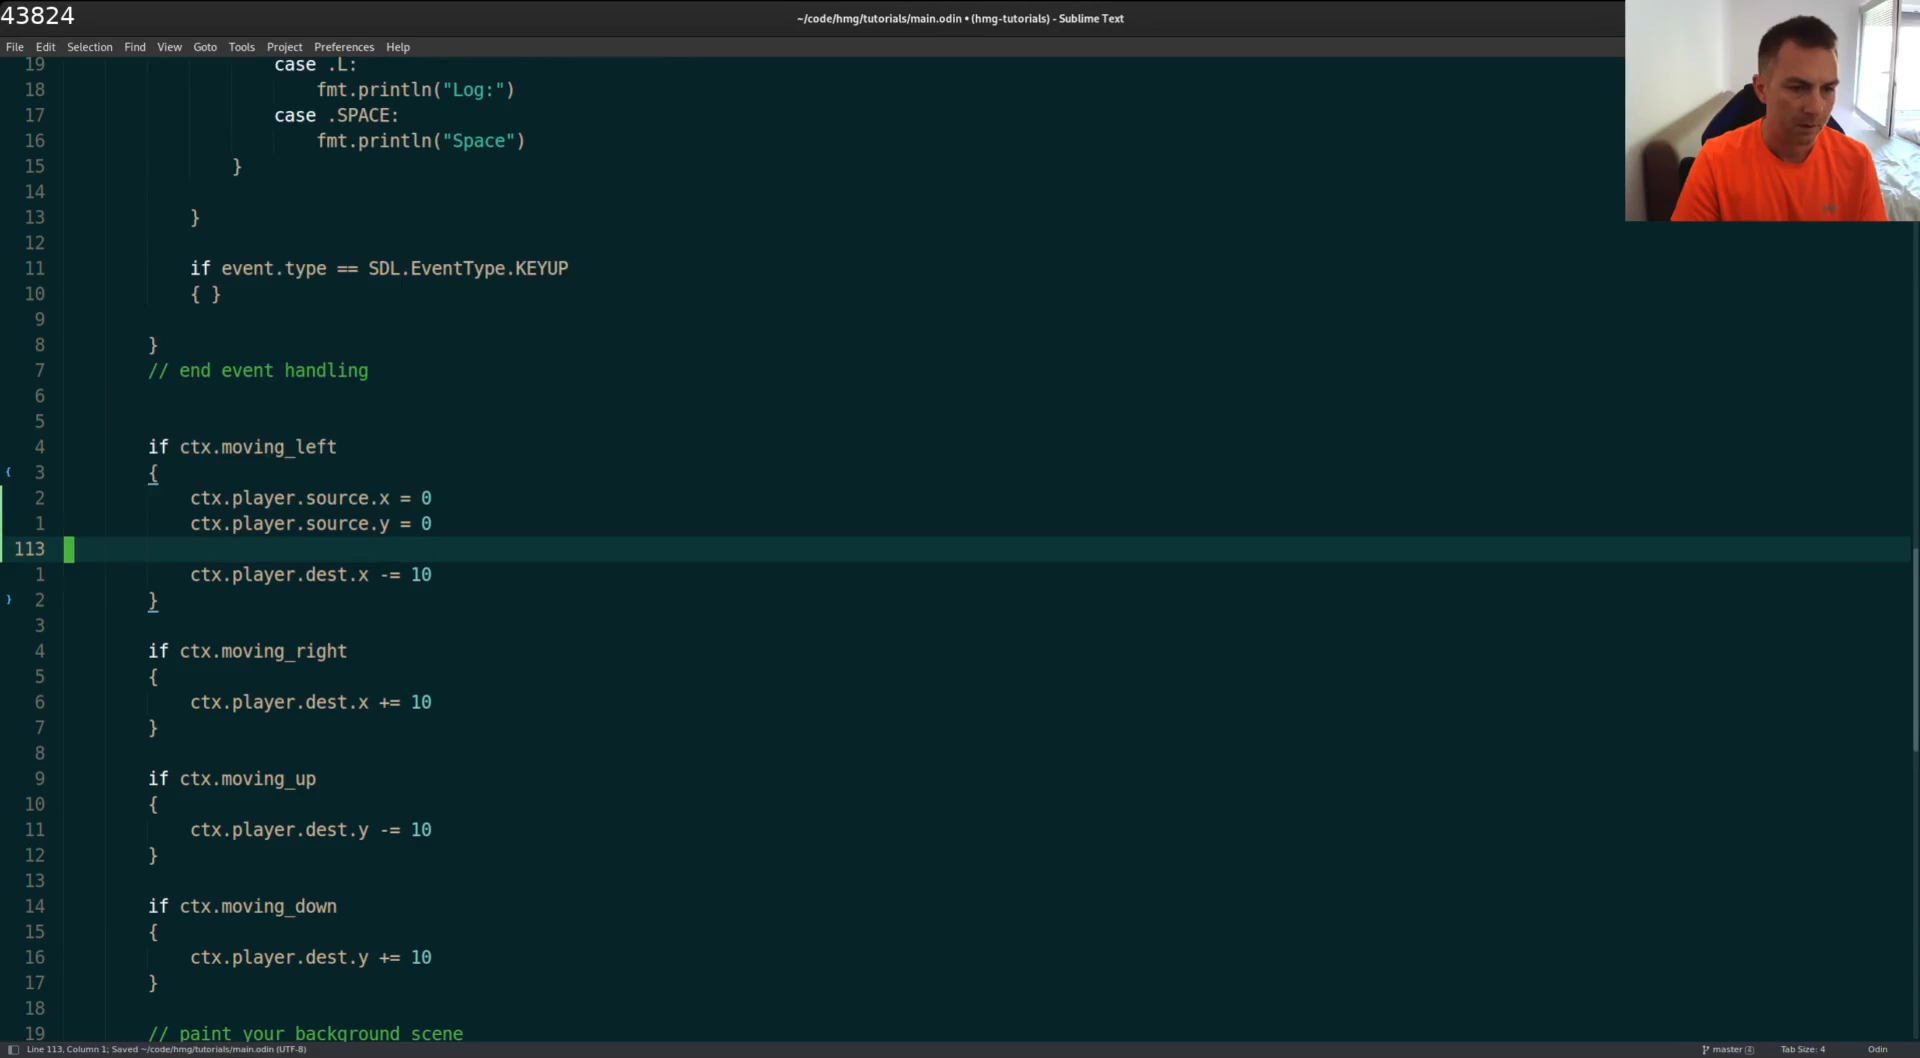 43824
~/code/hmg/tutorials/main.odin • (hmg-tutorials) - Sublime Text
File Edit Selection Find View Goto Tools Project Preferences Help
19 case .L:
18 fmt.println("Log:")
17 case .SPACE:
16 fmt.println("Space")
15 }
14
13 }
12
11 if event.type == SDL.EventType.KEYUP
10 { }
9
8 }
7 // end event handling
6
5
4 if ctx.moving_left
{ 3 {
2 ctx.player.source.x = 0
1 ctx.player.source.y = 0
113
1 ctx.player.dest.x -= 10
} 2 }
3
4 if ctx.moving_right
5 {
6 ctx.player.dest.x += 10
7 }
8
9 if ctx.moving_up
10 {
11 ctx.player.dest.y -= 10
12 }
13
14 if ctx.moving_down
15 {
16 ctx.player.dest.y += 10
17 }
18
19 // paint your background scene
Line 113, Column 1; Saved ~/code/hmg/tutorials/main.odin (UTF-8) master 4 Tab Size: 4 Odin